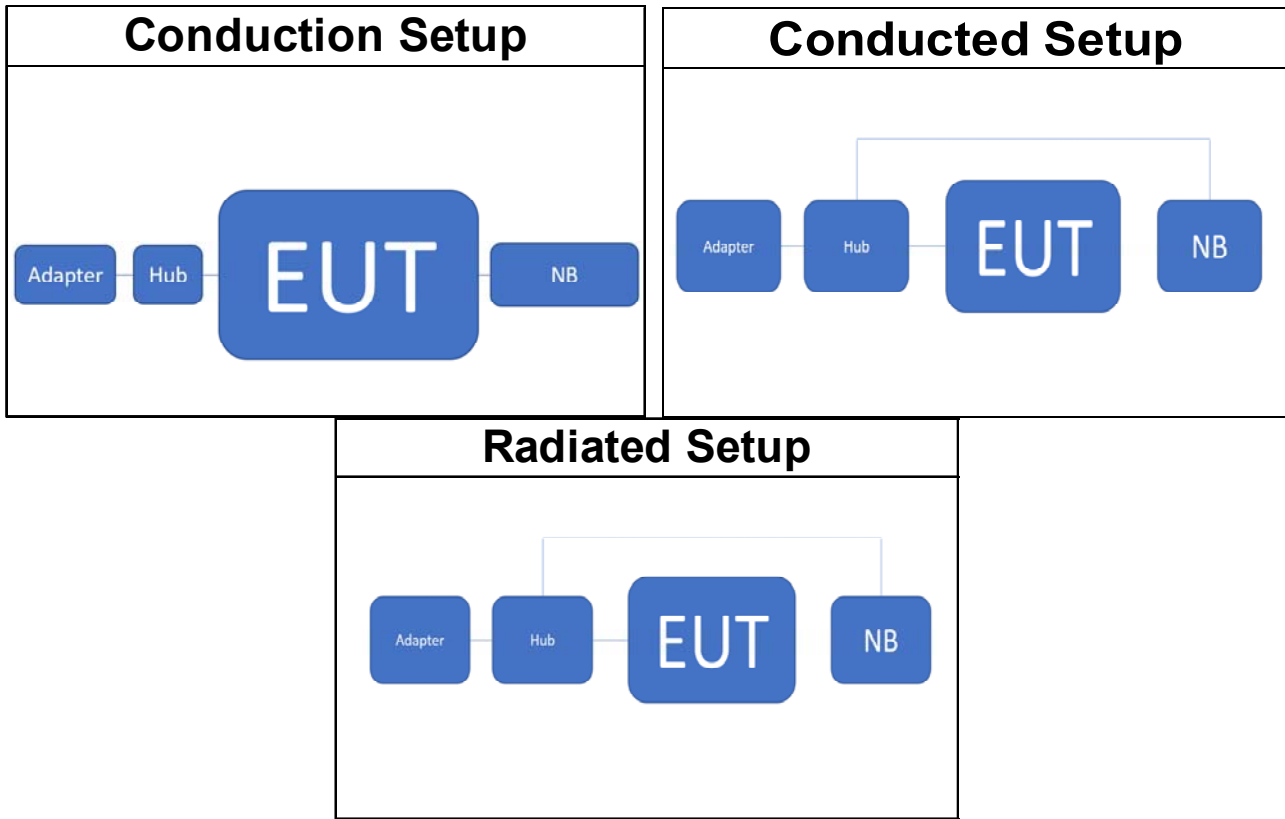 Conduction Setup
Adapter Hub EUT NB
Conducted Setup
Adapter Hub EUT NB
Radiated Setup
Adapter Hub EUT NB